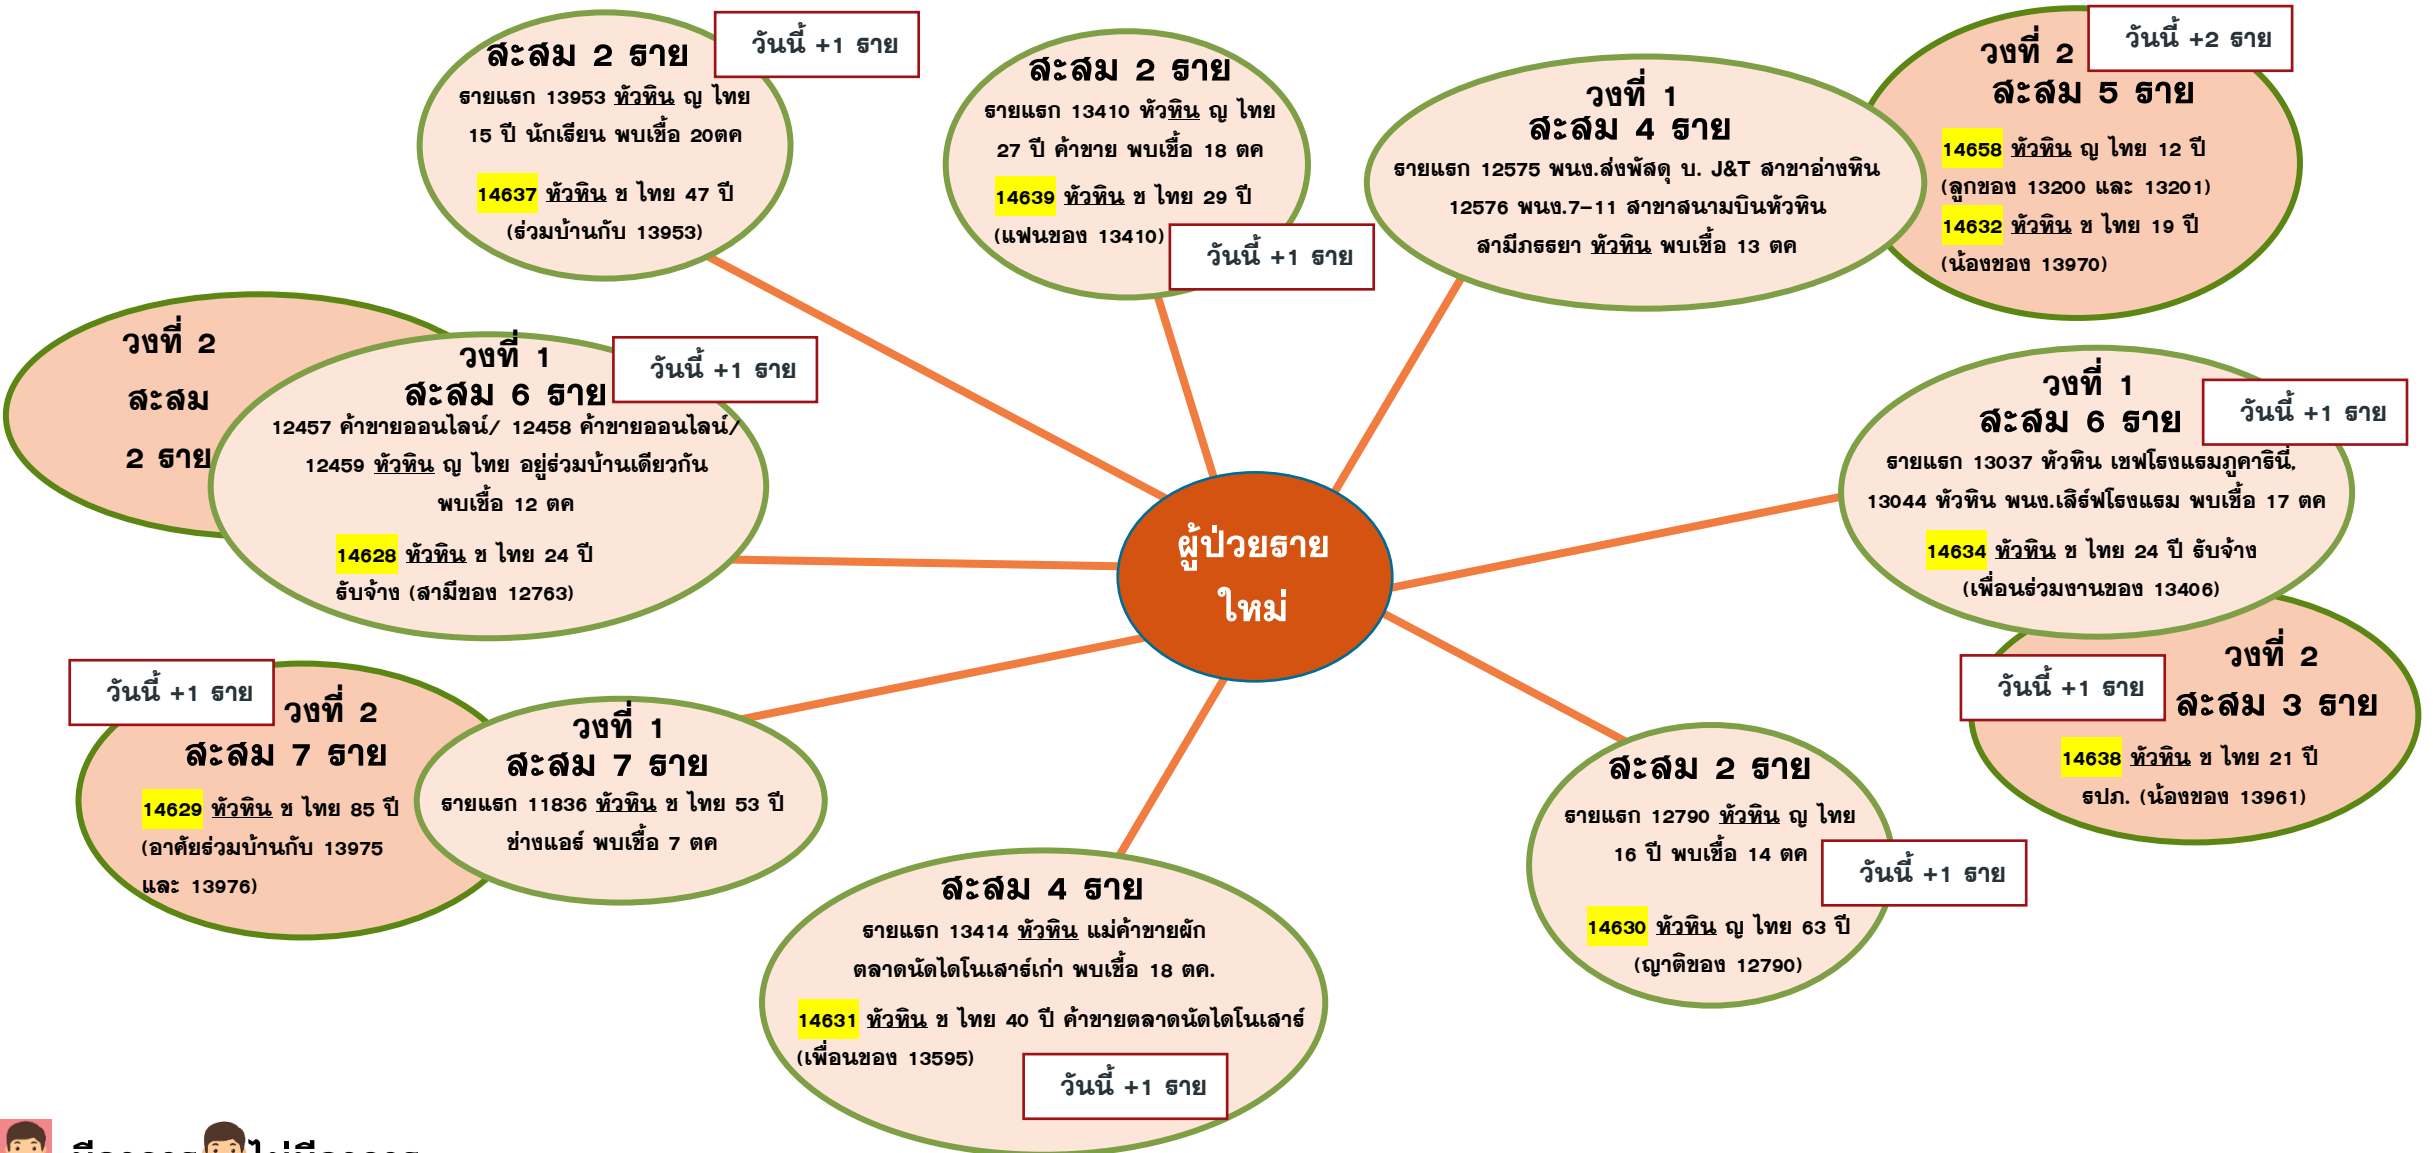 สะสม 2 ราย
วันนี้ +1 ราย
รายแรก 13953 หัวหิน ญ ไทย
15 ปี นักเรียน พบเชื้อ 20ตค
14637 หัวหิน ช ไทย 47 ปี
(ร่วมบ้านกับ 13953)
สะสม 2 ราย
รายแรก 13410 หัวหิน ญ ไทย
27 ปี ค้าขาย พบเชื้อ 18 ตค
14639 หัวหิน ช ไทย 29 ปี
(แฟนของ 13410)
วันนี้ +1 ราย
วงที่ 1
สะสม 4 ราย
รายแรก 12575 พนง.ส่งพัสดุ บ. J&T สาขาอ่างหิน
12576 พนง.7-11 สาขาสนามบินหัวหิน
สามีภรรยา หัวหิน พบเชื้อ 13 ตค
วงที่ 2
วันนี้ +2 ราย
สะสม 5 ราย
14658 หัวหิน ญ ไทย 12 ปี
(ลูกของ 13200 และ 13201)
14632 หัวหิน ช ไทย 19 ปี
(น้องของ 13970)
วงที่ 2
สะสม
2 ราย
วงที่ 1
สะสม 6 ราย
วันนี้ +1 ราย
12457 ค้าขายออนไลน์/ 12458 ค้าขายออนไลน์/
12459 หัวหิน ญ ไทย อยู่ร่วมบ้านเดียวกัน
พบเชื้อ 12 ตค
14628 หัวหิน ช ไทย 24 ปี
รับจ้าง (สามีของ 12763)
ผู้ป่วยราย
ใหม่
วงที่ 1
สะสม 6 ราย
วันนี้ +1 ราย
รายแรก 13037 หัวหิน เชฟโรงแรมภูคารินี่,
13044 หัวหิน พนง.เสิร์ฟโรงแรม พบเชื้อ 17 ตค
14634 หัวหิน ช ไทย 24 ปี รับจ้าง
(เพื่อนร่วมงานของ 13406)
วงที่ 2
วันนี้ +1 ราย
สะสม 3 ราย
14638 หัวหิน ช ไทย 21 ปี
รปภ. (น้องของ 13961)
วันนี้ +1 ราย
วงที่ 2
สะสม 7 ราย
14629 หัวหิน ช ไทย 85 ปี
(อาศัยร่วมบ้านกับ 13975
และ 13976)
วงที่ 1
สะสม 7 ราย
รายแรก 11836 หัวหิน ช ไทย 53 ปี
ช่างแอร์ พบเชื้อ 7 ตค
สะสม 4 ราย
รายแรก 13414 หัวหิน แม่ค้าขายผัก
ตลาดนัดไดโนเสาร์เก่า พบเชื้อ 18 ตค.
14631 หัวหิน ช ไทย 40 ปี ค้าขายตลาดนัดไดโนเสาร์
(เพื่อนของ 13595)
วันนี้ +1 ราย
สะสม 2 ราย
รายแรก 12790 หัวหิน ญ ไทย
16 ปี พบเชื้อ 14 ตค
วันนี้ +1 ราย
14630 หัวหิน ญ ไทย 63 ปี
(ญาติของ 12790)